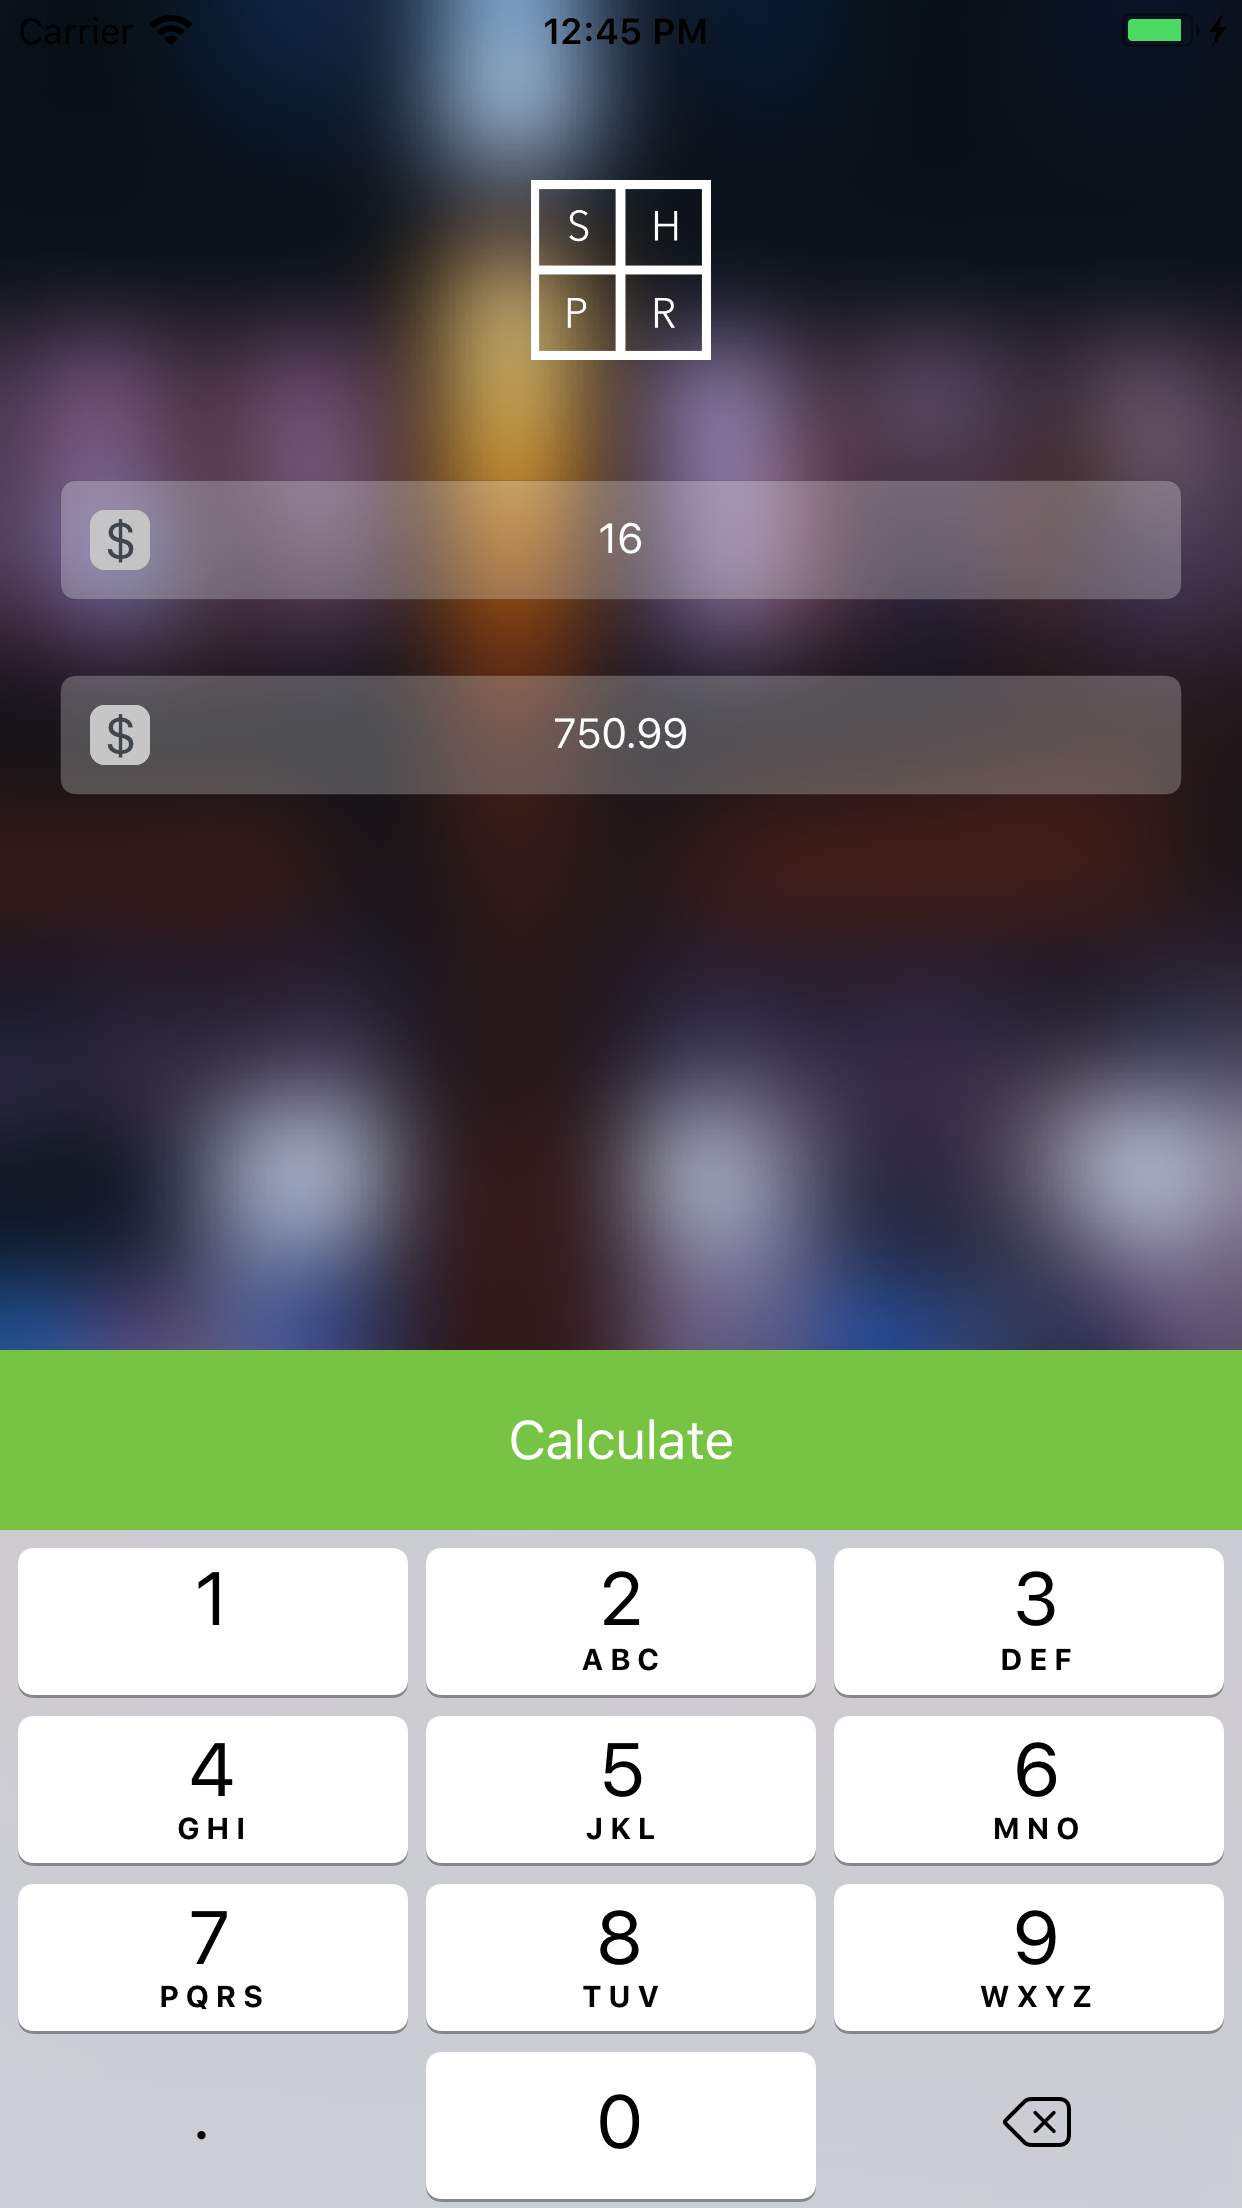 Carrier 12:45 PM
S H
P R
$ 16
$ 750.99
Calculate
1 2 3
ABC DEF
4 5 6
GHI JKL MNO
7 8 9
PQRS TUV WXYZ
. 0